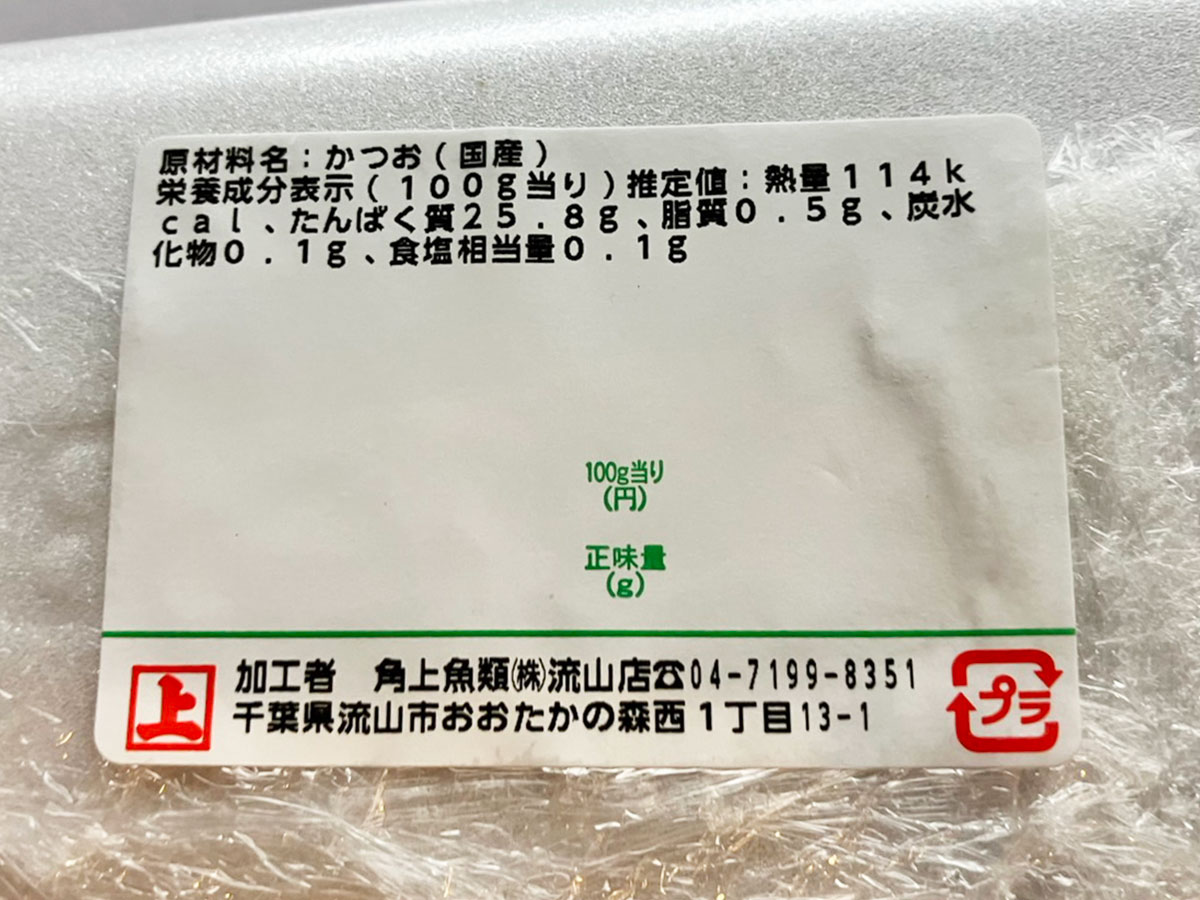 原材料名：かつお（国産）
栄養成分表示（１００ｇ当り）推定値：熱量１１４ｋ
ｃａｌ、たんぱく質２５．８ｇ、脂質０．５ｇ、炭水
化物０．１ｇ、食塩相当量０．１ｇ
100g当り
(円)
正味量
(g)
上
加工者　角上魚類㈱流山店☎04-7199-8351
千葉県流山市おおたかの森西１丁目13-1
プラ